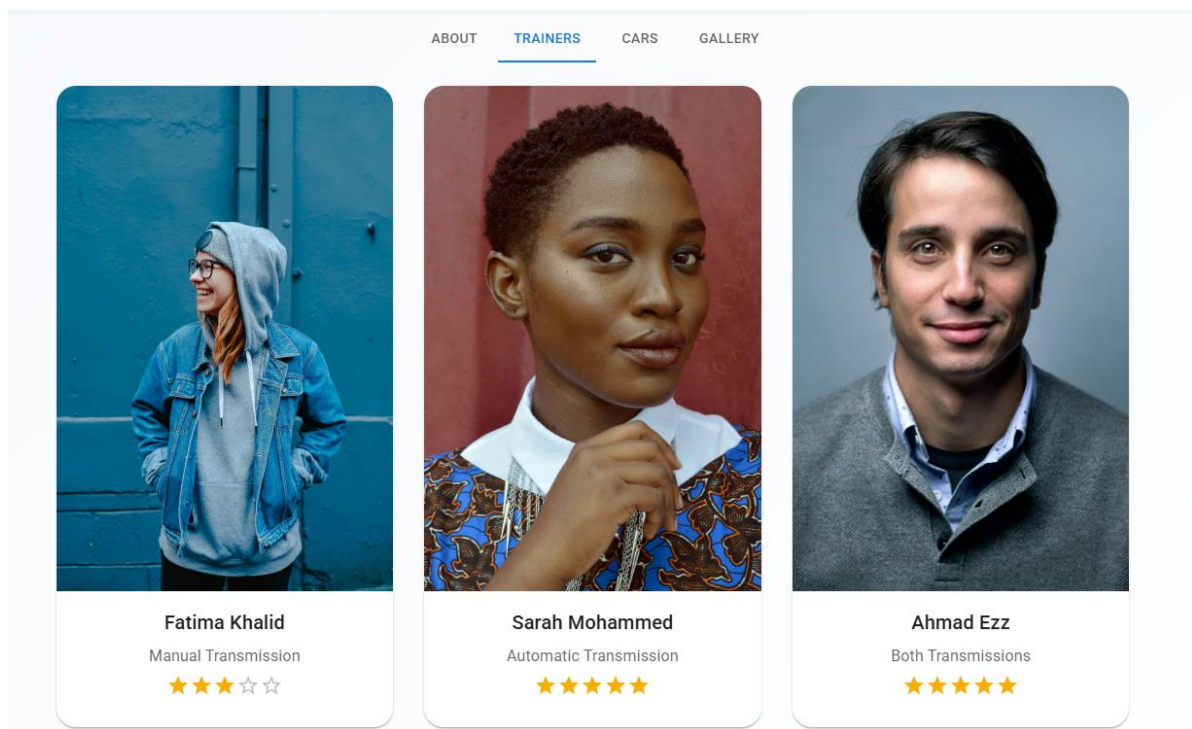 ABOUT TRAINERS CARS GALLERY
Fatima Khalid
Manual Transmission
Sarah Mohammed
Automatic Transmission
Ahmad Ezz
Both Transmissions